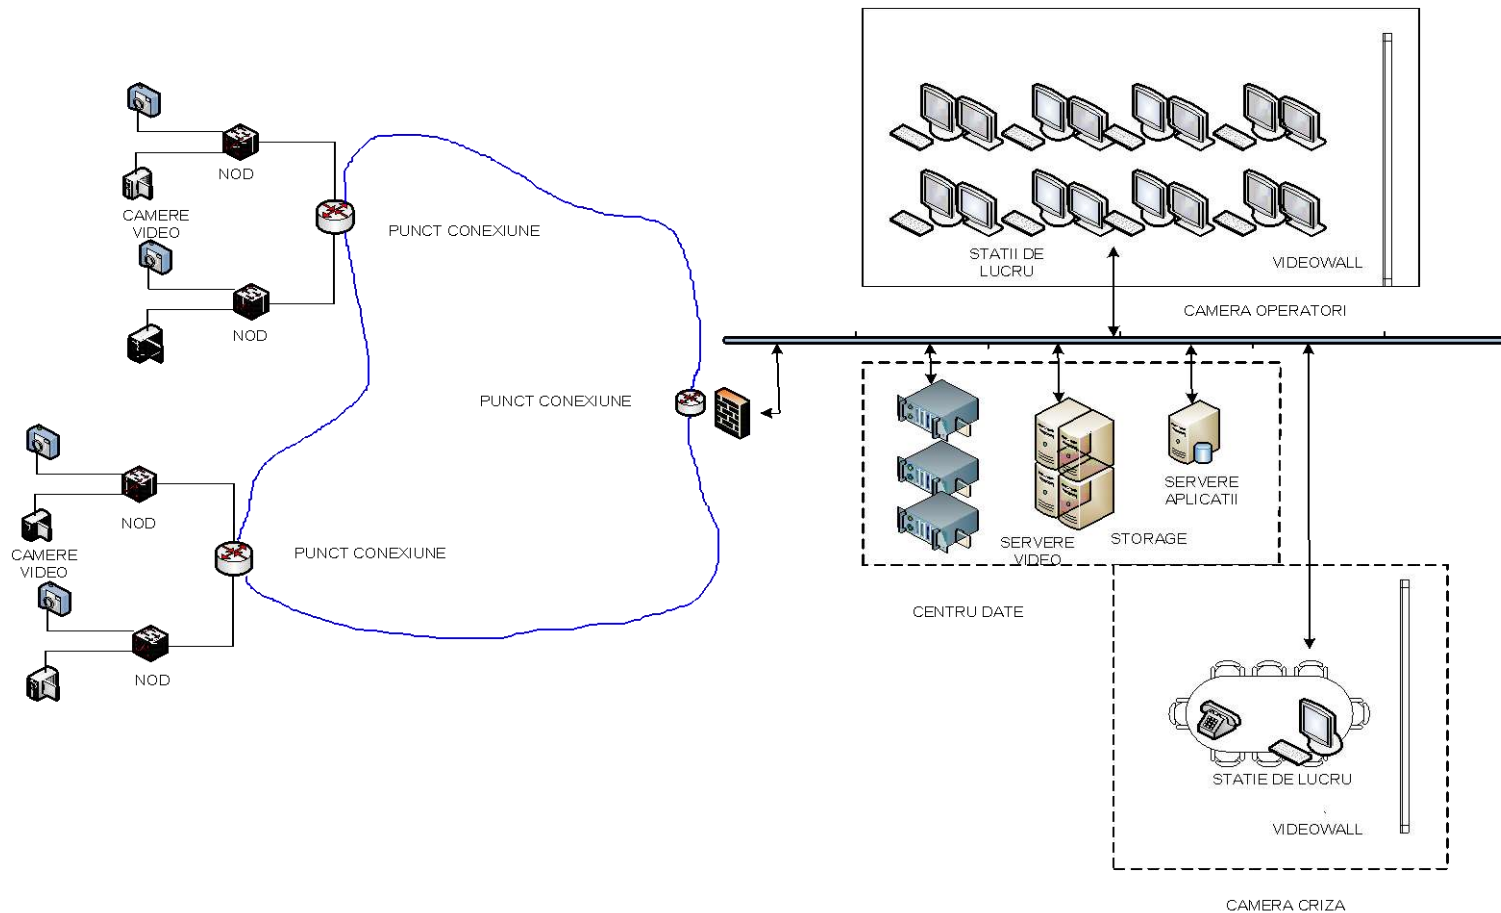 NOD
CAMERE
VIDEO
PUNCT CONEXIUNE
NOD
STATII DE
LUCRU
VIDEOWALL
CAMERA OPERATORI
PUNCT CONEXIUNE
SERVERE
APLICATII
NOD
CAMERE
VIDEO
PUNCT CONEXIUNE
SERVERE
VIDEO
STORAGE
CENTRU DATE
NOD
STATIE DE LUCRU
VIDEOWALL
CAMERA CRIZA